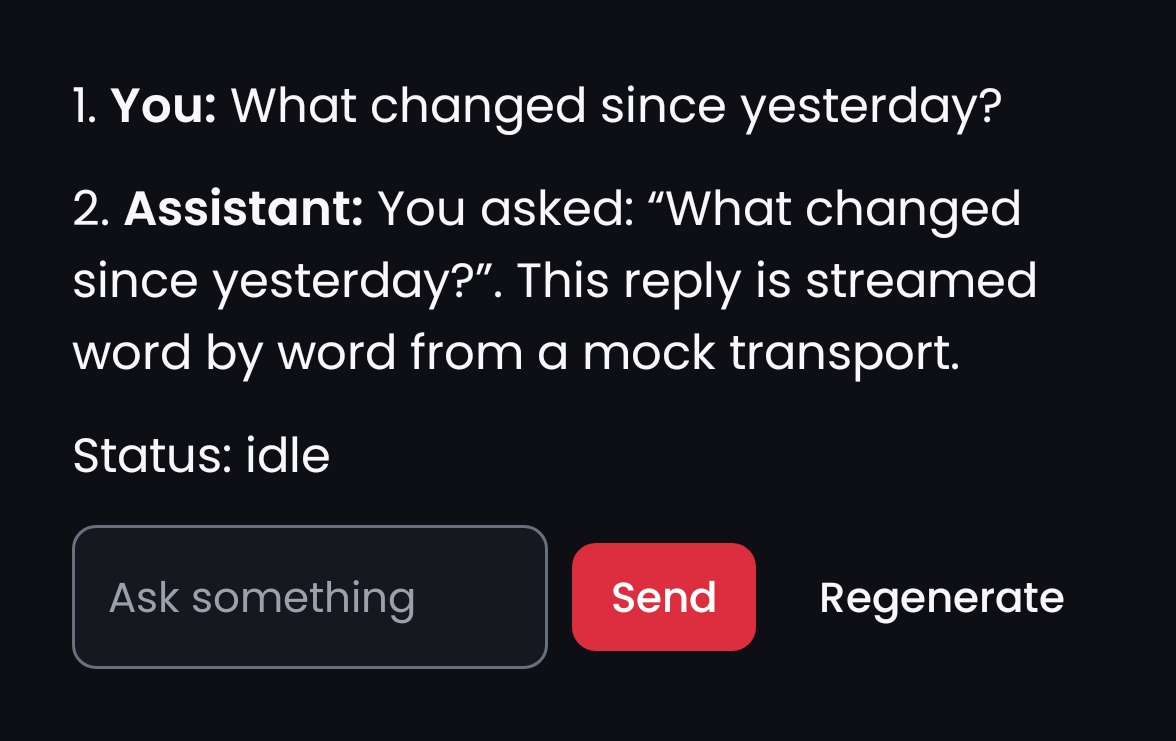 1. You: What changed since yesterday?
2. Assistant: You asked: “What changed
since yesterday?”. This reply is streamed
word by word from a mock transport.
Status: idle
Ask something
Send
Regenerate